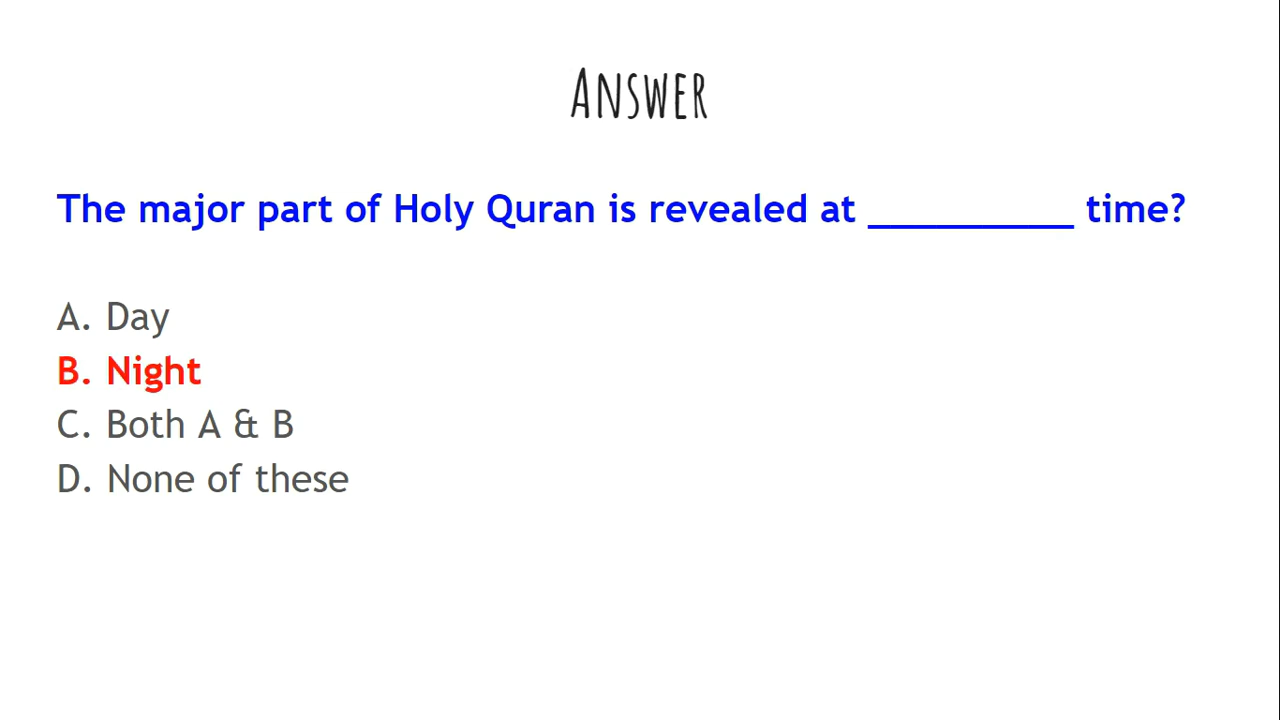 ANSWER
The major part of Holy Quran is revealed at __________ time?
A. Day
B. Night
C. Both A & B
D. None of these